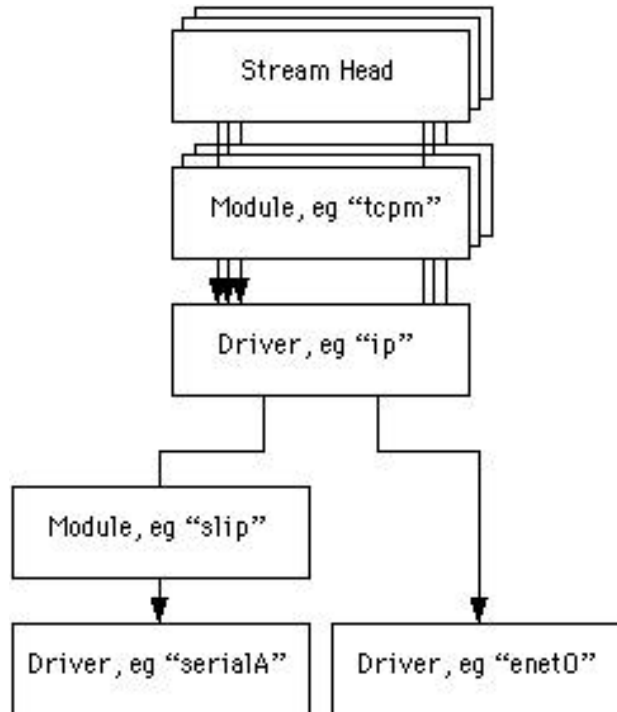 Stream Head
Module, eg “tcpm”
Driver, eg “ip”
Module, eg “slip”
Driver, eg “serialA”
Driver, eg “enet0”